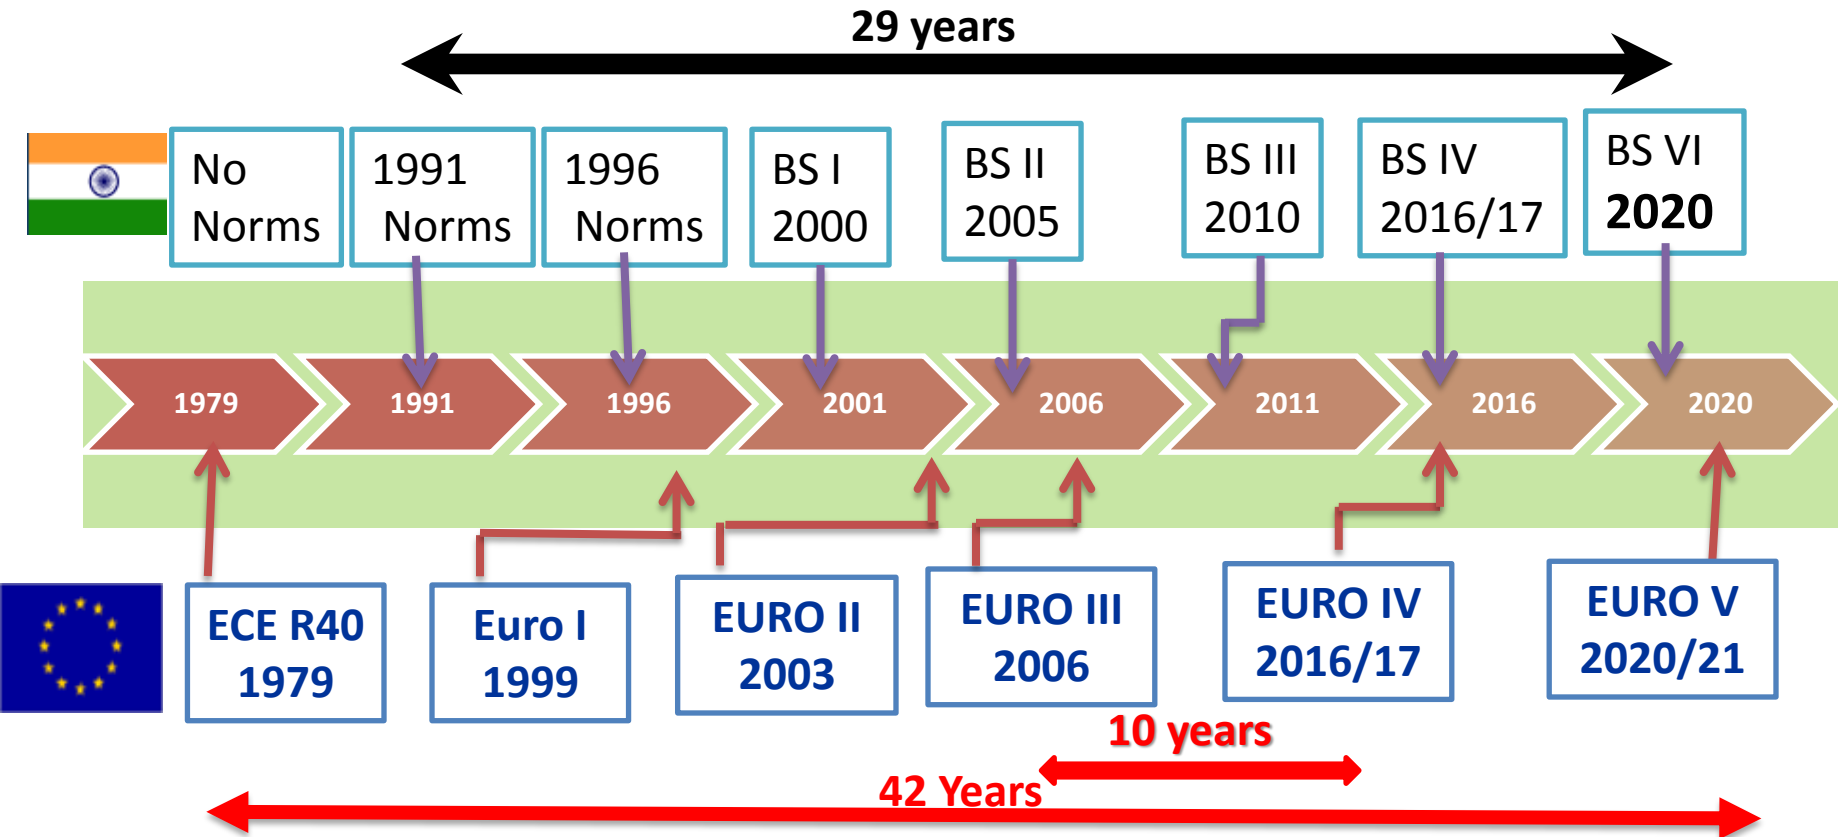 29 years
No
Norms
1991
Norms
1996
Norms
BS I
2000
BS II
2005
BS III
2010
BS IV
2016/17
BS VI
2020
1979
1991
1996
2001
2006
2011
2016
2020
ECE R40
1979
Euro I
1999
EURO II
2003
EURO III
2006
EURO IV
2016/17
EURO V
2020/21
10 years
42 Years